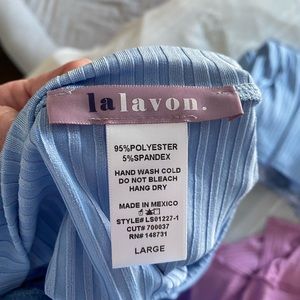 lalavon.
95%POLYESTER
5%SPANDEX
HAND WASH COLD
DO NOT BLEACH
HANG DRY
MADE IN MEXICO
STYLE# LS01227-1
CUT# 700037
RN# 148731
LARGE